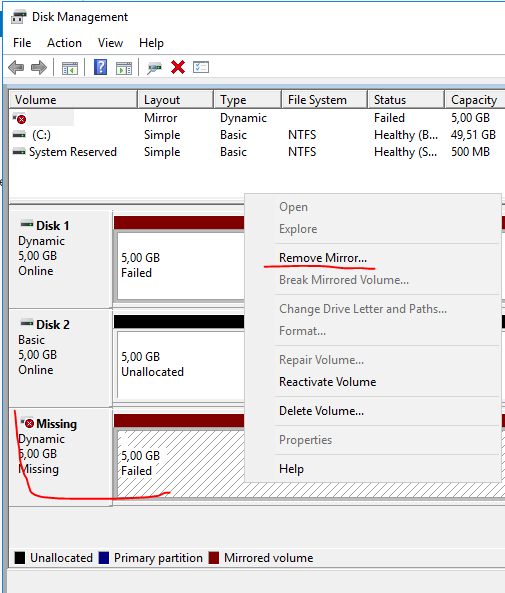 Disk Management
File Action View Help
Volume Layout Type File System Status Capacity
Mirror Dynamic Failed 5,00 GB
(C:) Simple Basic NTFS Healthy (B... 49,51 GB
System Reserved Simple Basic NTFS Healthy (S... 500 MB
Disk 1
Dynamic
5,00 GB
Online
5,00 GB
Failed
Disk 2
Basic
5,00 GB
Online
5,00 GB
Unallocated
Missing
Dynamic
5,00 GB
Missing
5,00 GB
Failed
Open
Explore
Remove Mirror...
Break Mirrored Volume...
Change Drive Letter and Paths...
Format...
Repair Volume...
Reactivate Volume
Delete Volume...
Properties
Help
Unallocated Primary partition Mirrored volume